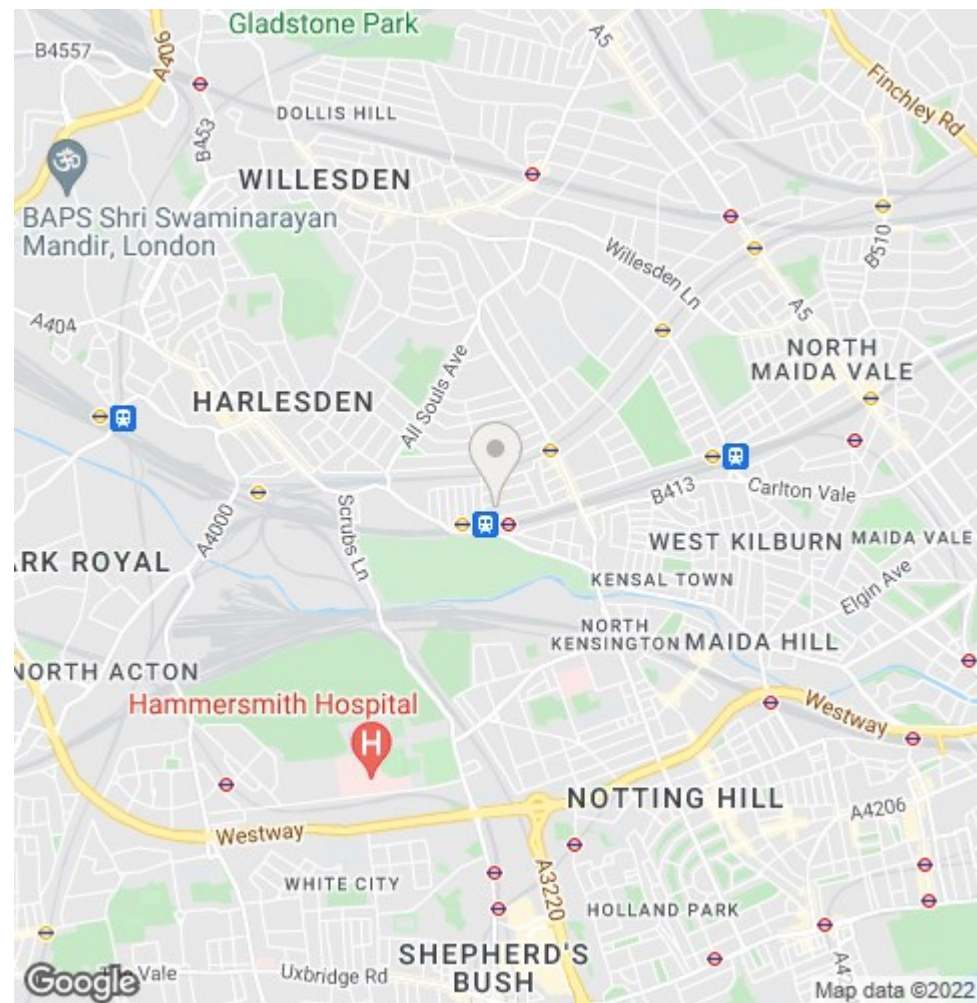 Gladstone Park
B4557
A406
A5
Finchley Rd
DOLLIS HILL
B453
WILLESDEN
BAPS Shri Swaminarayan
Mandir, London
Willesden Ln
B510
A404
A5
NORTH
MAIDA VALE
All Souls Ave
HARLESDEN
B413
Carlton Vale
A4000
Scrubs Ln
WEST KILBURN
MAIDA VALE
ARK ROYAL
KENSAL TOWN
Elgin Ave
NORTH
KENSINGTON
MAIDA HILL
NORTH ACTON
Hammersmith Hospital
H
Westway
NOTTING HILL
A4206
Westway
A3220
WHITE CITY
HOLLAND PARK
SHEPHERD'S
BUSH
Vale
Uxbridge Rd
Google
Map data ©2022